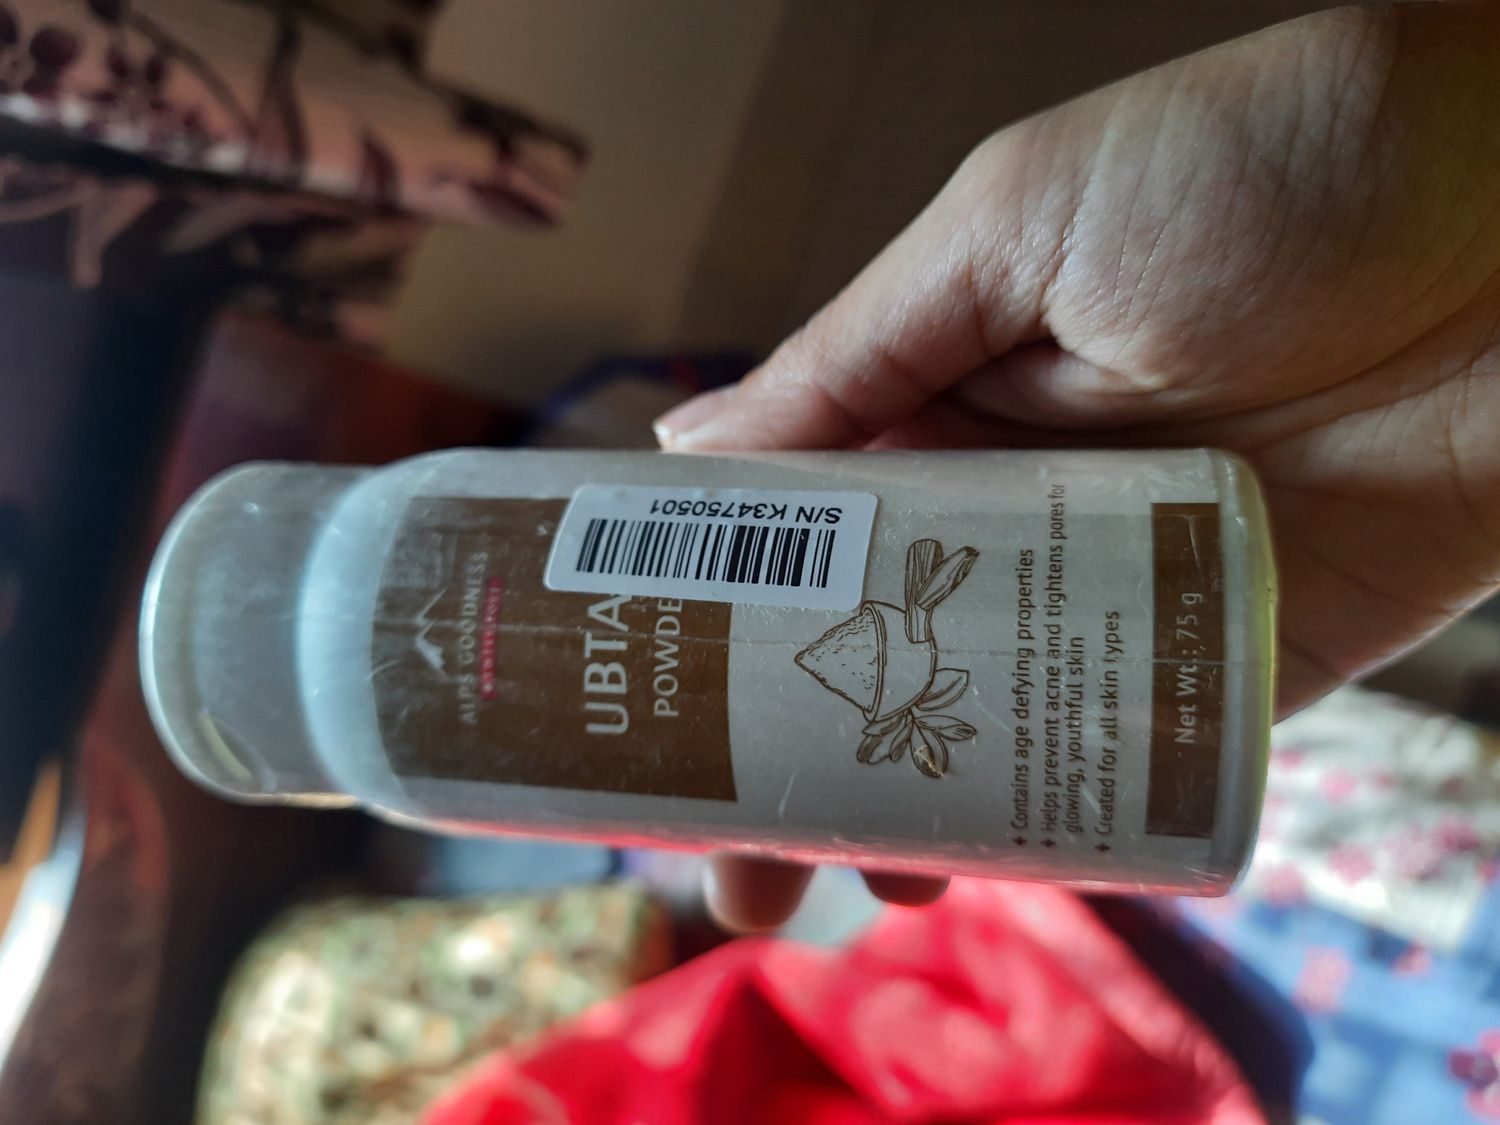 ALPS GOODNESS
UBTA
POWDE
S/N K34750501
Contains age defying properties
Helps prevent acne and tightens pores for
glowing, youthful skin
Created for all skin types
Net Wt.: 75 g